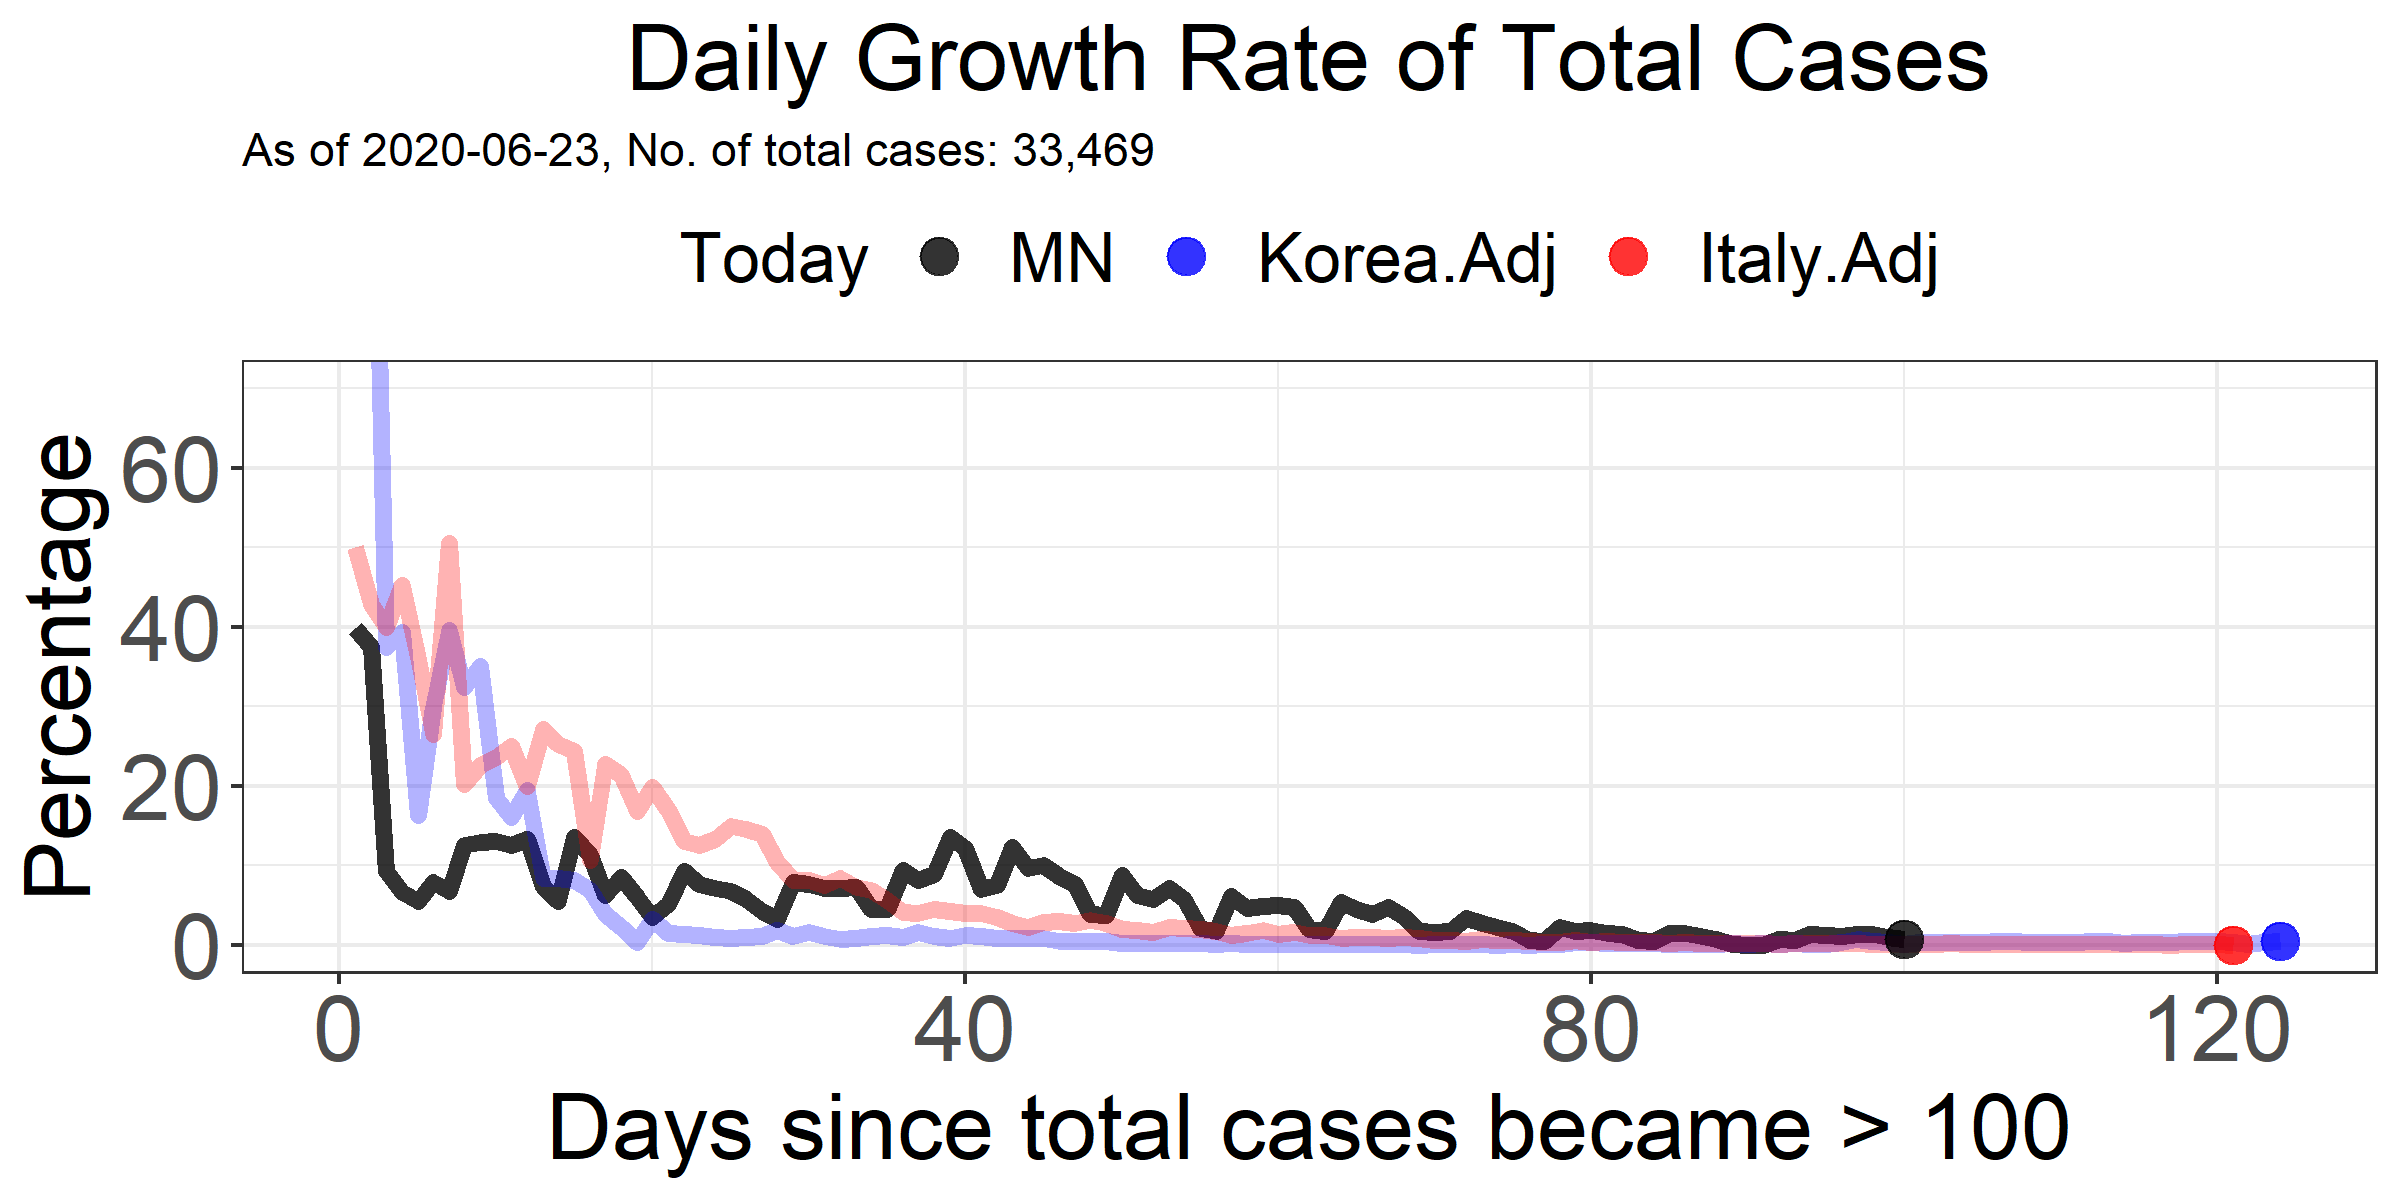 Daily Growth Rate of Total Cases
As of 2020-06-23, No. of total cases: 33,469
Today MN Korea.Adj Italy.Adj
Percentage
60
40
20
0
0 40 80 120
Days since total cases became > 100